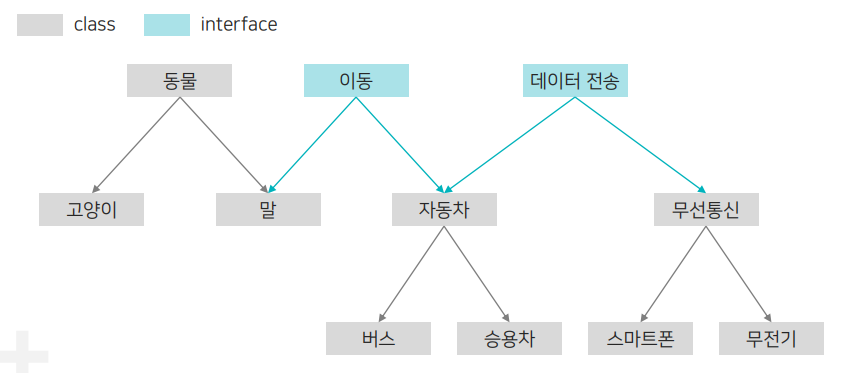 class interface
동물 이동 데이터 전송
고양이 말 자동차 무선통신
버스 승용차 스마트폰 무전기